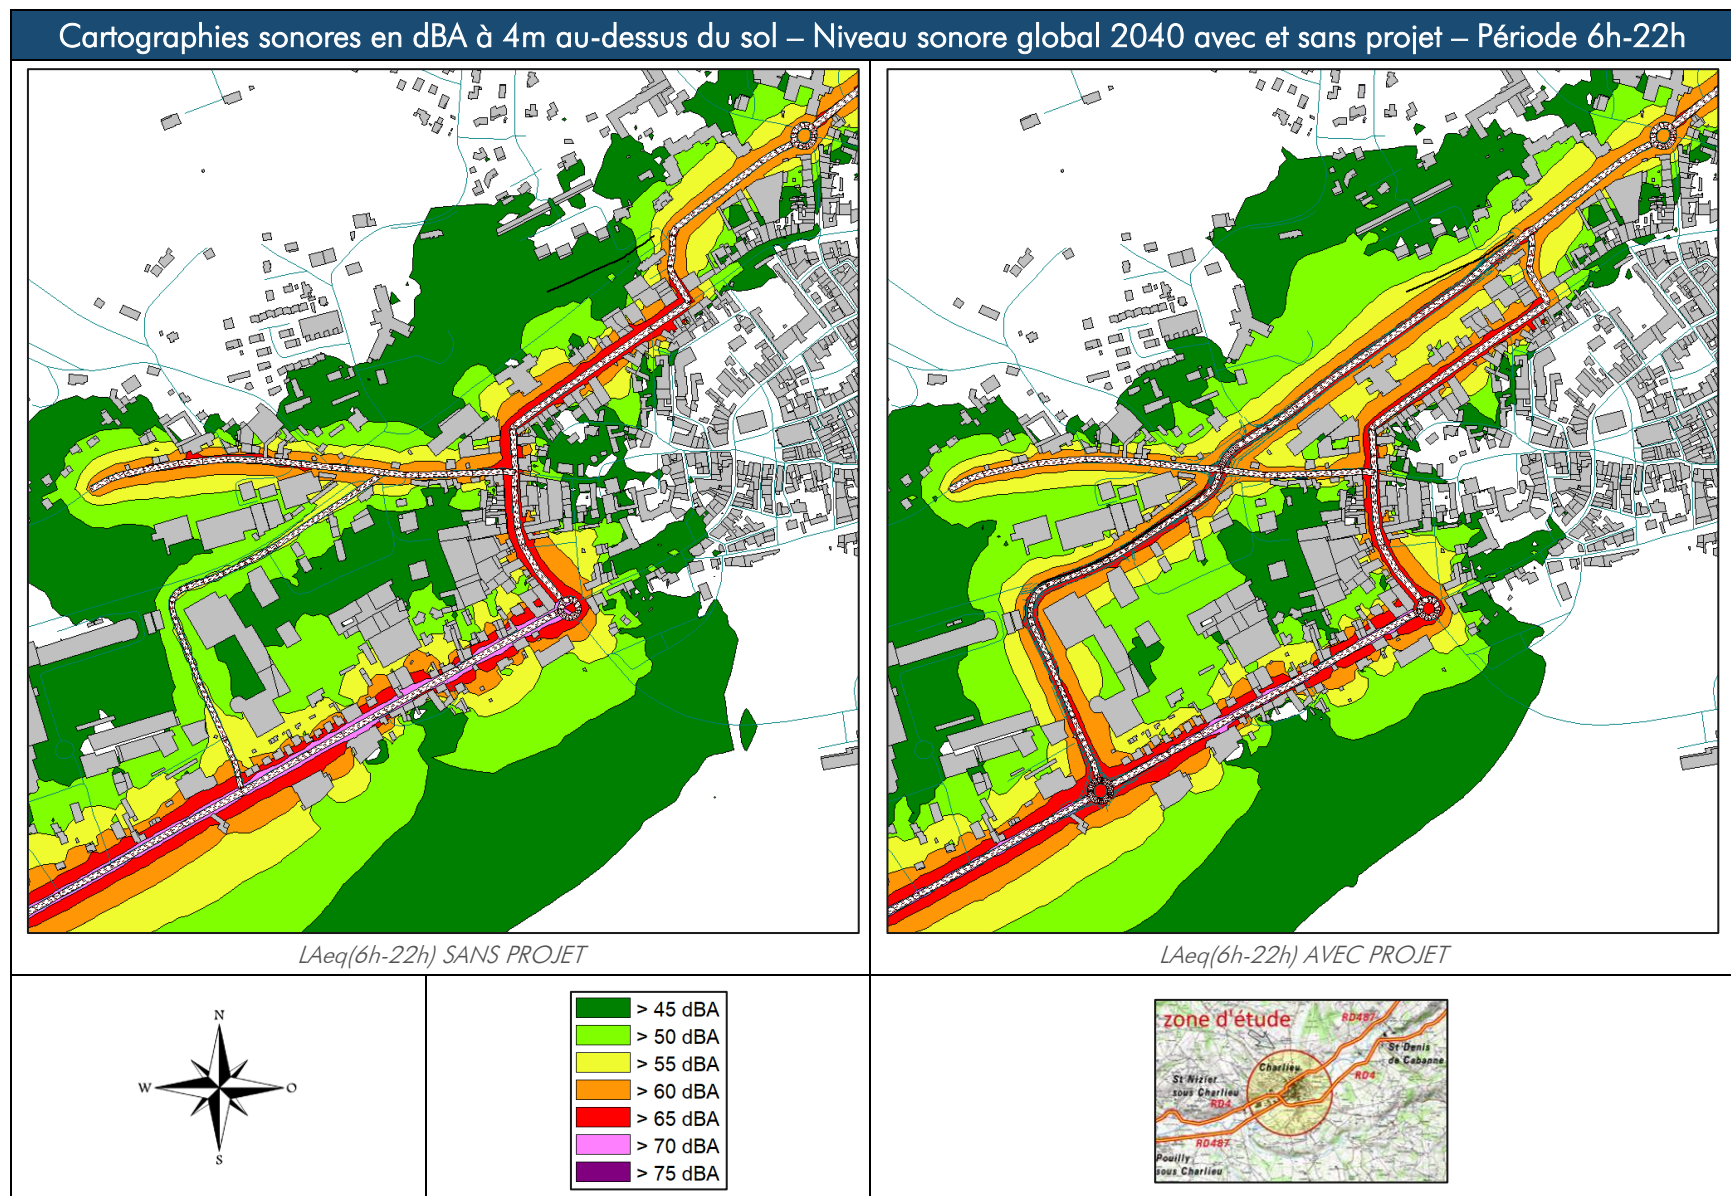 Cartographies sonores en dBA à 4m au-dessus du sol – Niveau sonore global 2040 avec et sans projet – Période 6h-22h
LAeq(6h-22h) SANS PROJET
LAeq(6h-22h) AVEC PROJET
N
W
O
S
> 45 dBA
> 50 dBA
> 55 dBA
> 60 dBA
> 65 dBA
> 70 dBA
> 75 dBA
zone d'étude
RD487
St Denis
de Cabanne
Charlieu
RD4
St Nizier
sous Charlieu
RD4
RD487
Pouilly
sous Charlieu